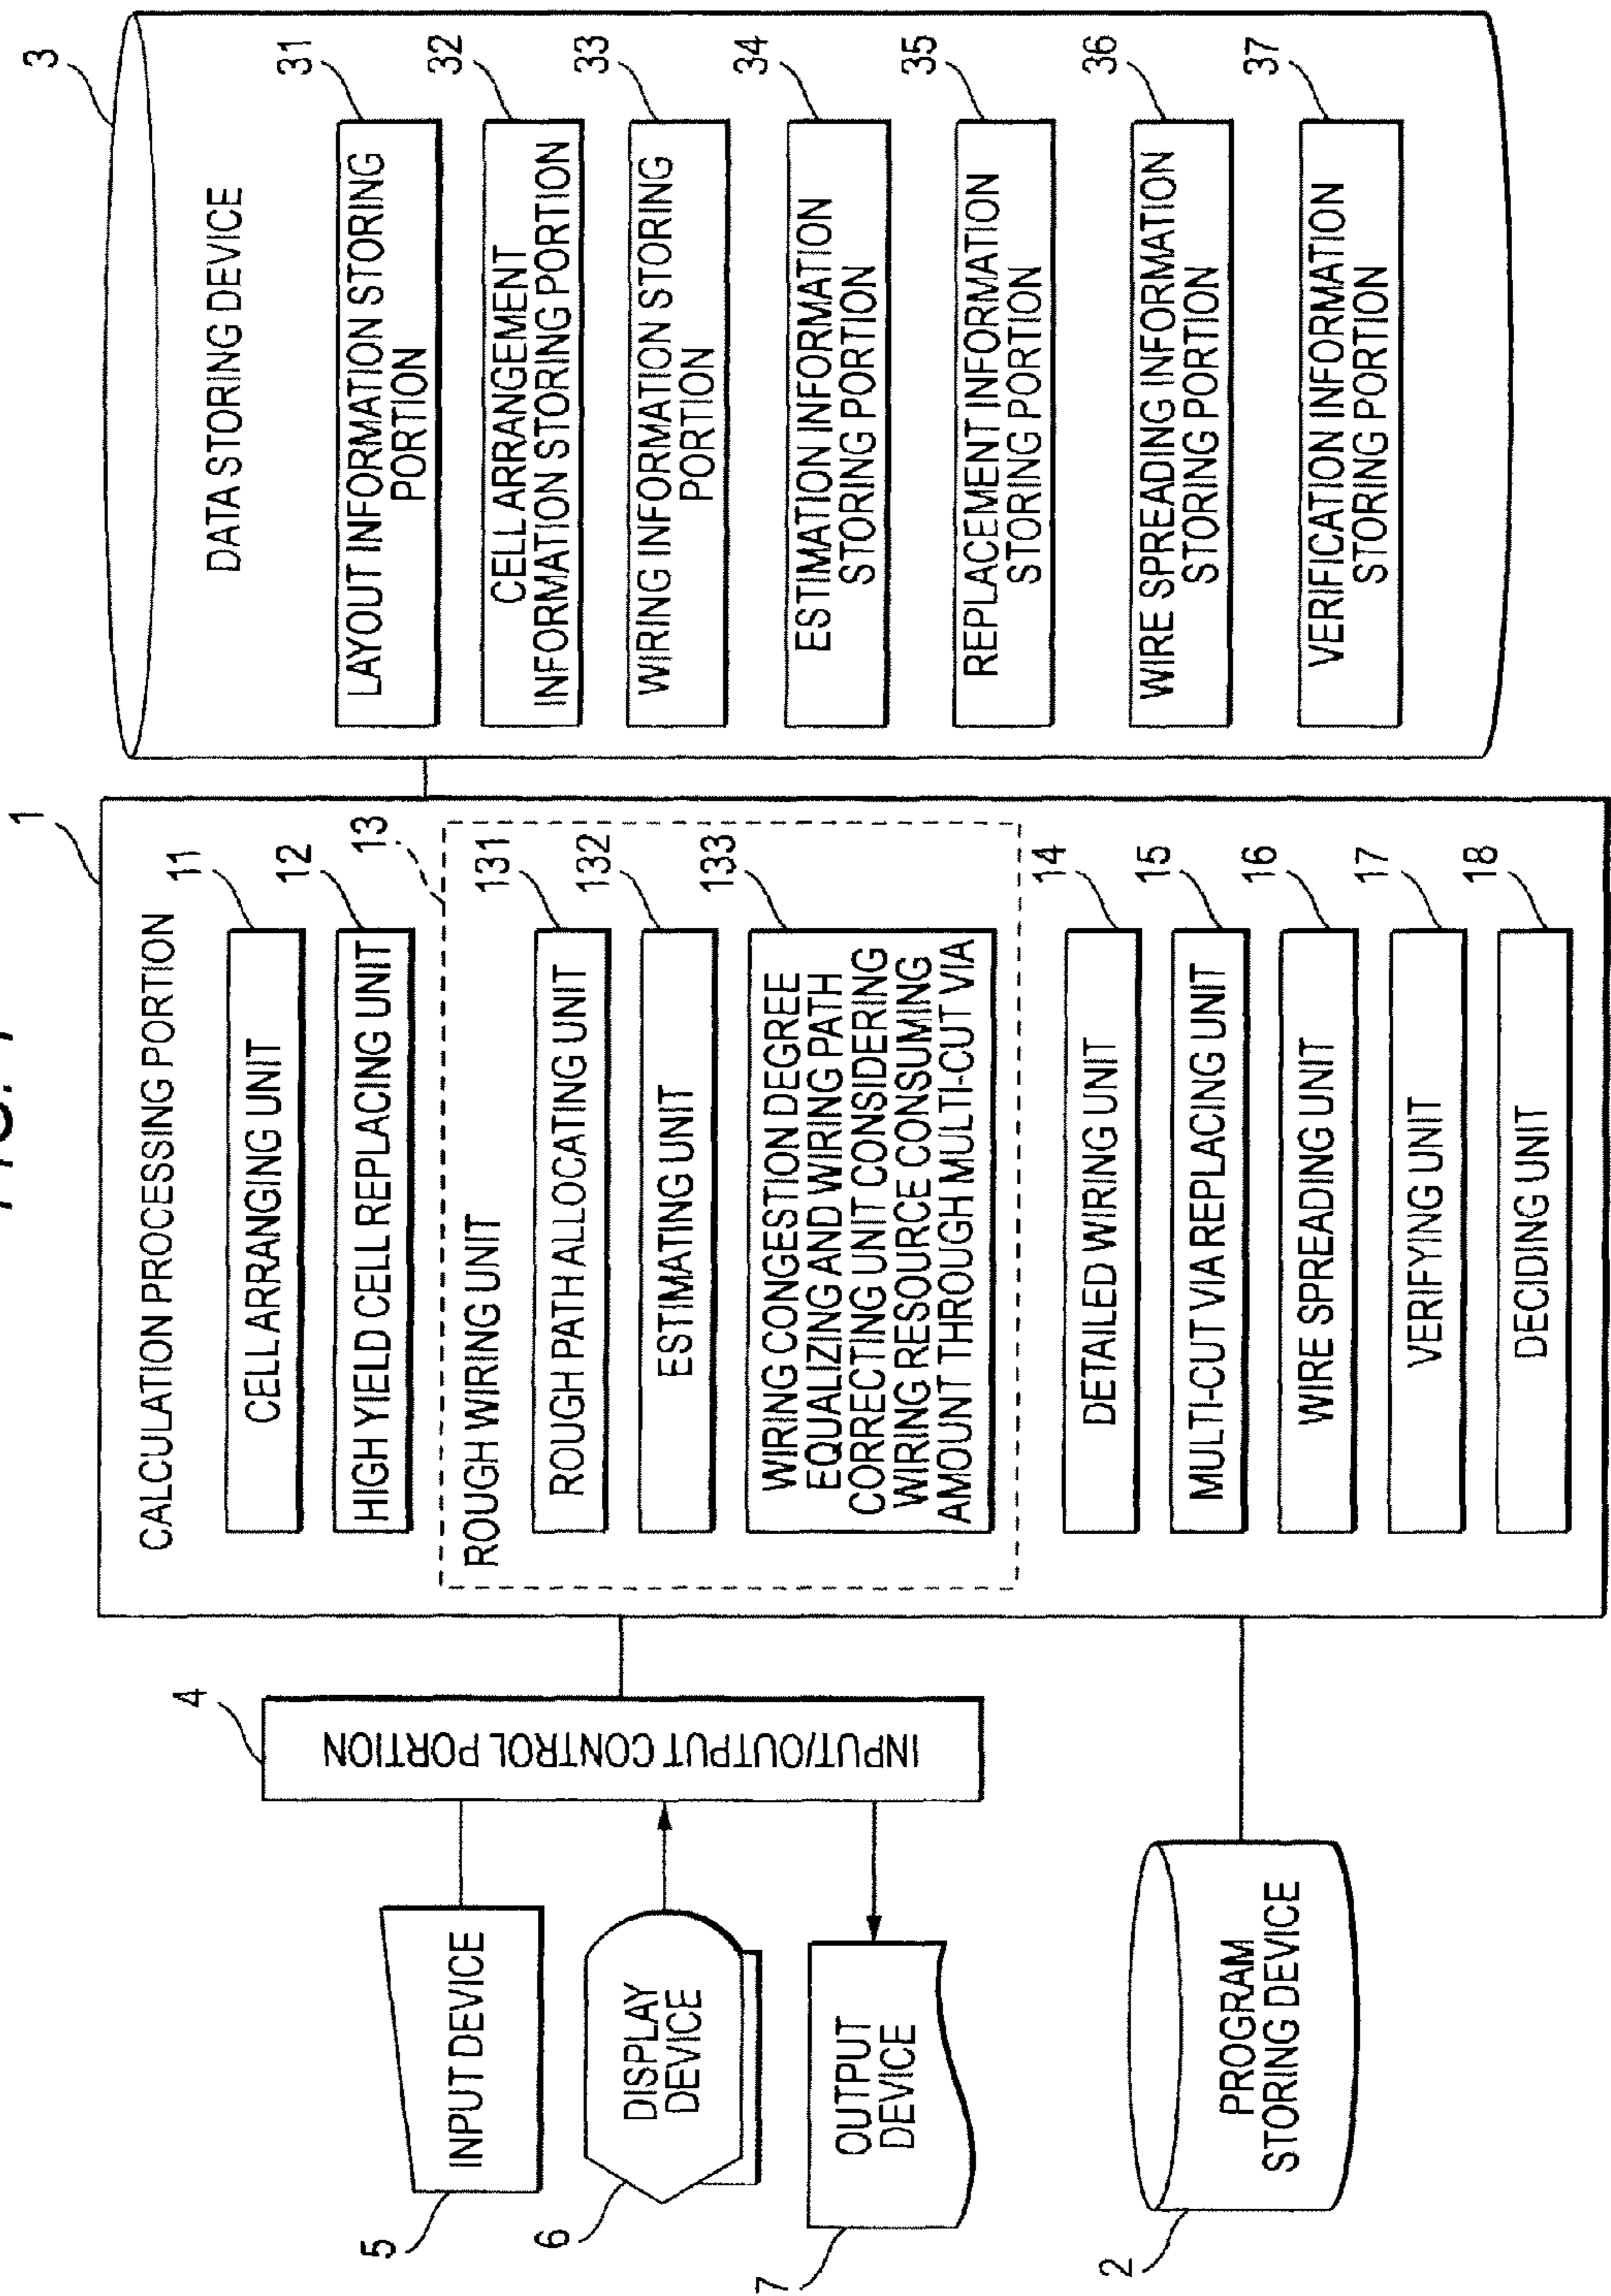 FIG. 1
1
CALCULATION PROCESSING PORTION
CELL ARRANGING UNIT
11
HIGH YIELD CELL REPLACING UNIT
12
ROUGH WIRING UNIT
13
ROUGH PATH ALLOCATING UNIT
131
ESTIMATING UNIT
132
WIRING CONGESTION DEGREE
EQUALIZING AND WIRING PATH
CORRECTING UNIT CONSIDERING
WIRING RESOURCE CONSUMING
AMOUNT THROUGH MULTI-CUT VIA
133
DETAILED WIRING UNIT
14
MULTI-CUT VIA REPLACING UNIT
15
WIRE SPREADING UNIT
16
VERIFYING UNIT
17
DECIDING UNIT
18
3
DATA STORING DEVICE
LAYOUT INFORMATION STORING
PORTION
31
CELL ARRANGEMENT
INFORMATION STORING PORTION
32
WIRING INFORMATION STORING
PORTION
33
ESTIMATION INFORMATION
STORING PORTION
34
REPLACEMENT INFORMATION
STORING PORTION
35
WIRE SPREADING INFORMATION
STORING PORTION
36
VERIFICATION INFORMATION
STORING PORTION
37
4
INPUT/OUTPUT CONTROL PORTION
5
INPUT DEVICE
6
DISPLAY
DEVICE
7
OUTPUT
DEVICE
2
PROGRAM
STORING DEVICE